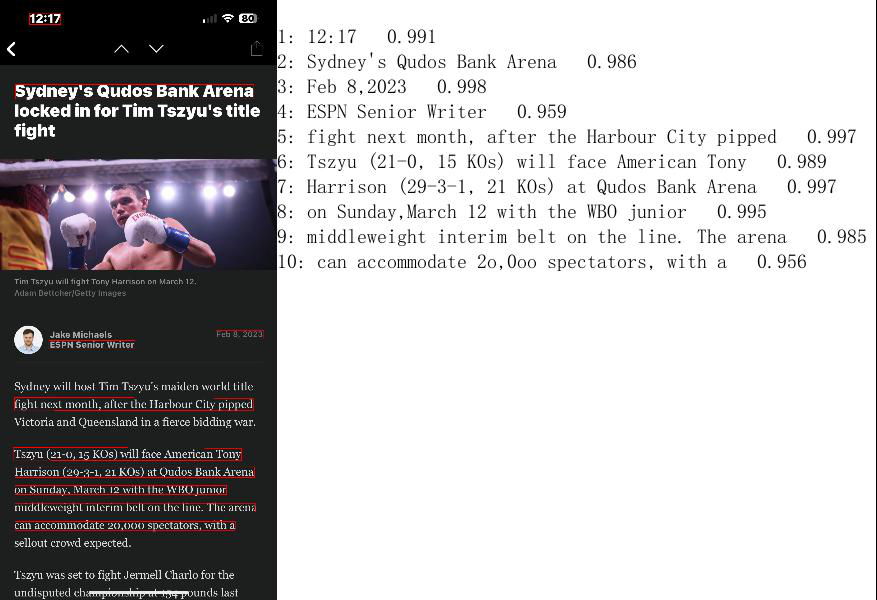 12:17
80
Sydney's Qudos Bank Arena
locked in for Tim Tszyu's title
fight
Tim Tszyu will fight Tony Harrison on March 12.
Adam Bettcher/Getty Images
Jake Michaels
ESPN Senior Writer
Feb 8, 2023
Sydney will host Tim Tszyu's maiden world title
fight next month, after the Harbour City pipped
Victoria and Queensland in a fierce bidding war.
Tszyu (21-0, 15 KOs) will face American Tony
Harrison (29-3-1, 21 KOs) at Qudos Bank Arena
on Sunday, March 12 with the WBO junior
middleweight interim belt on the line. The arena
can accommodate 20,000 spectators, with a
sellout crowd expected.
Tszyu was set to fight Jermell Charlo for the
undisputed championship at 154 pounds last
1: 12:17 0.991
2: Sydney's Qudos Bank Arena 0.986
3: Feb 8,2023 0.998
4: ESPN Senior Writer 0.959
5: fight next month, after the Harbour City pipped 0.997
6: Tszyu (21-0, 15 KOs) will face American Tony 0.989
7: Harrison (29-3-1, 21 KOs) at Qudos Bank Arena 0.997
8: on Sunday,March 12 with the WBO junior 0.995
9: middleweight interim belt on the line. The arena 0.985
10: can accommodate 2o,0oo spectators, with a 0.956